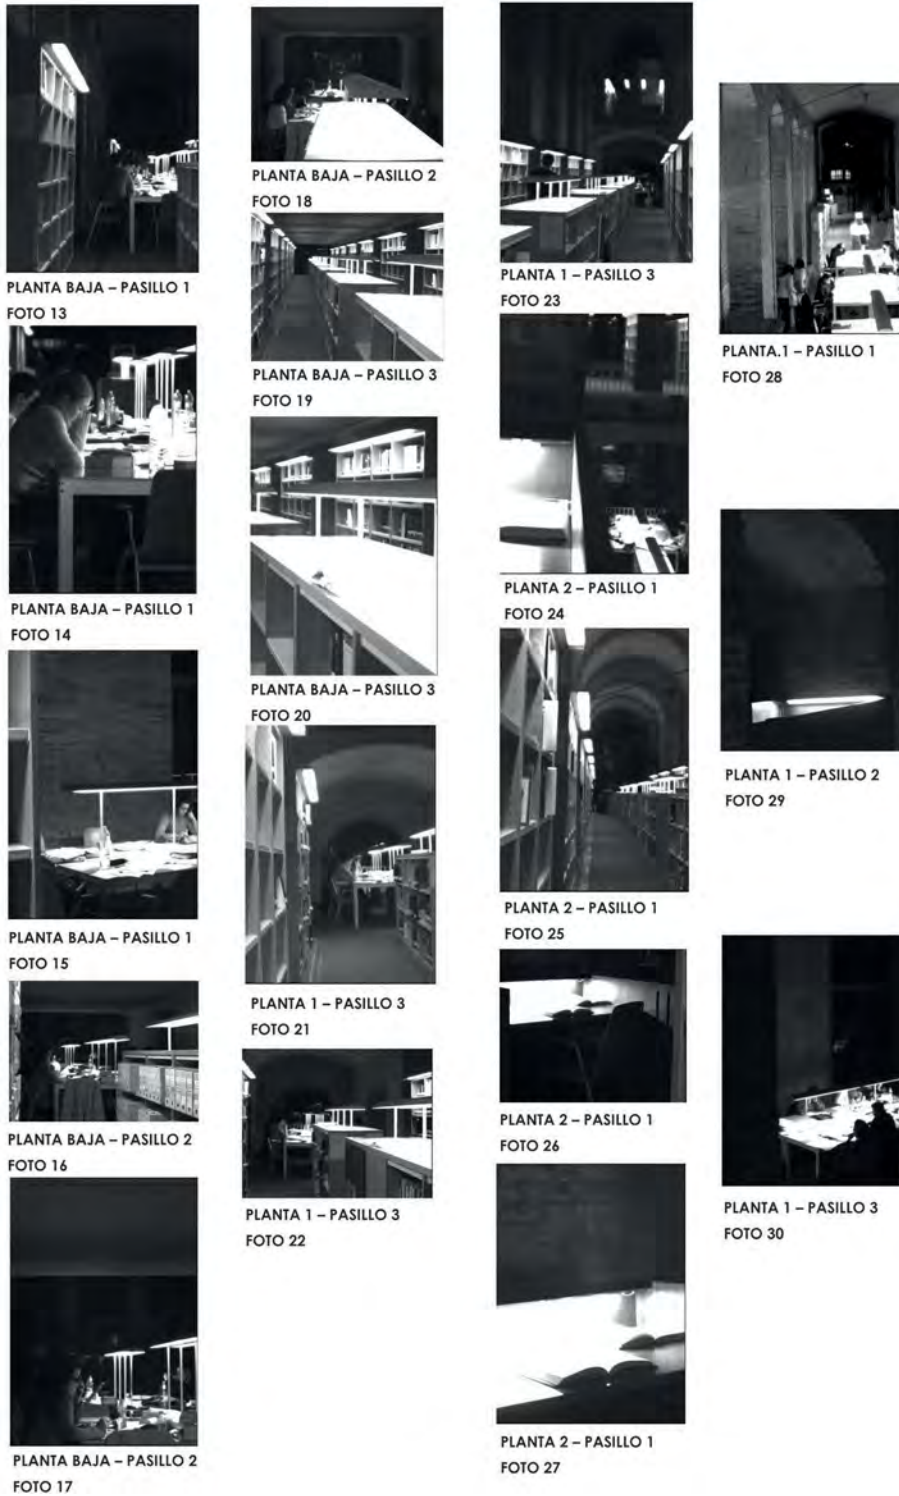 PLANTA BAJA – PASILLO 1
FOTO 13
PLANTA BAJA – PASILLO 1
FOTO 14
PLANTA BAJA – PASILLO 1
FOTO 15
PLANTA BAJA – PASILLO 2
FOTO 16
PLANTA BAJA – PASILLO 2
FOTO 17
PLANTA BAJA – PASILLO 2
FOTO 18
PLANTA BAJA – PASILLO 3
FOTO 19
PLANTA BAJA – PASILLO 3
FOTO 20
PLANTA 1 – PASILLO 3
FOTO 21
PLANTA 1 – PASILLO 3
FOTO 22
PLANTA 1 – PASILLO 3
FOTO 23
PLANTA 2 – PASILLO 1
FOTO 24
PLANTA 2 – PASILLO 1
FOTO 25
PLANTA 2 – PASILLO 1
FOTO 26
PLANTA 2 – PASILLO 1
FOTO 27
PLANTA.1 – PASILLO 1
FOTO 28
PLANTA 1 – PASILLO 2
FOTO 29
PLANTA 1 – PASILLO 3
FOTO 30